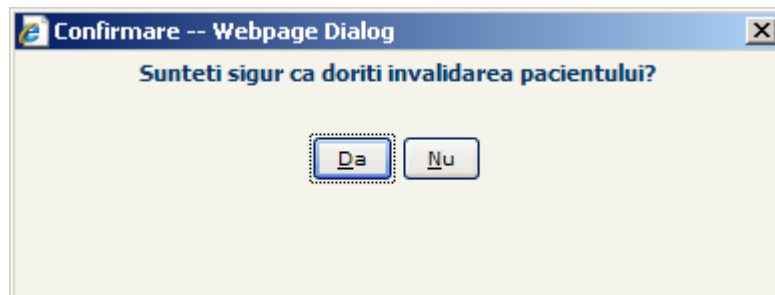 Confirmare -- Webpage Dialog
Sunteti sigur ca doriti invalidarea pacientului?
Da Nu